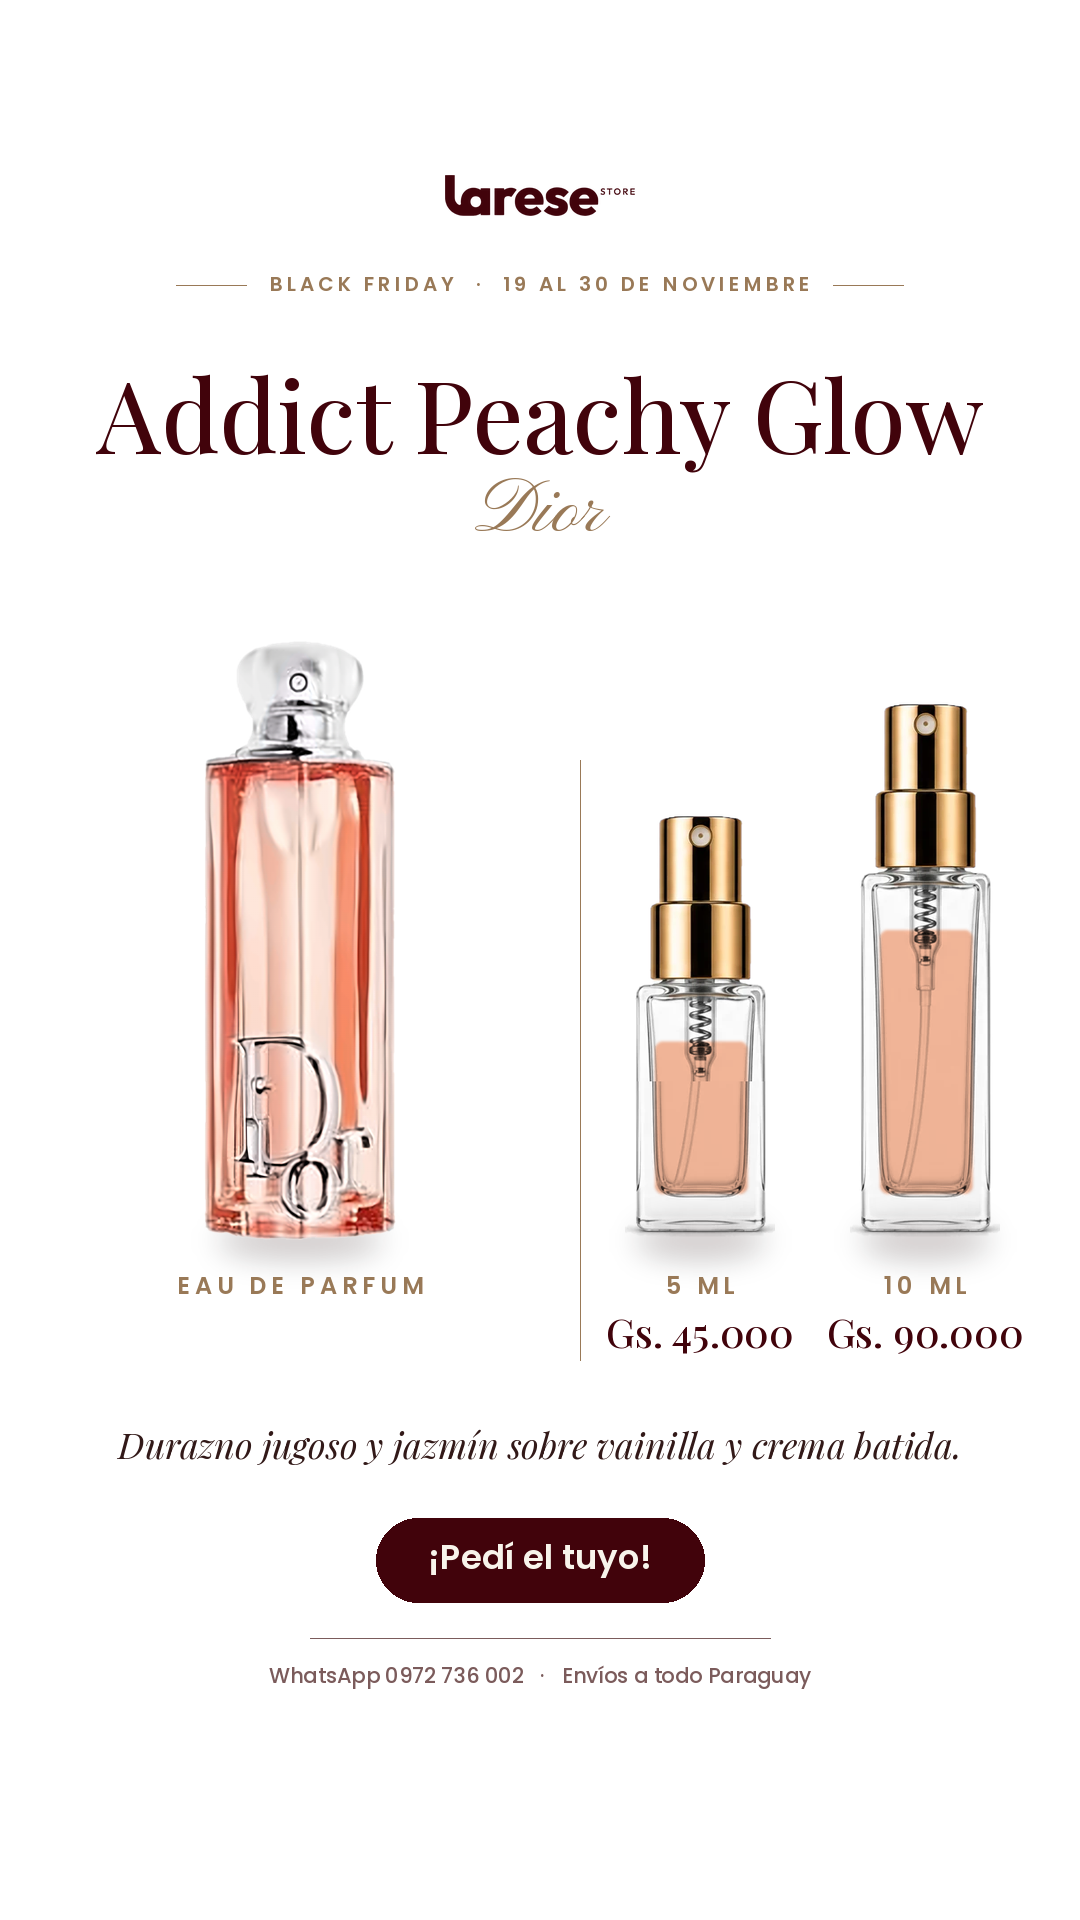 Larese STORE
BLACK FRIDAY · 19 AL 30 DE NOVIEMBRE
Addict Peachy Glow
Dior
Dior
EAU DE PARFUM
5 ML
Gs. 45.000
10 ML
Gs. 90.000
Durazno jugoso y jazmín sobre vainilla y crema batida.
¡Pedí el tuyo!
WhatsApp 0972 736 002 · Envíos a todo Paraguay